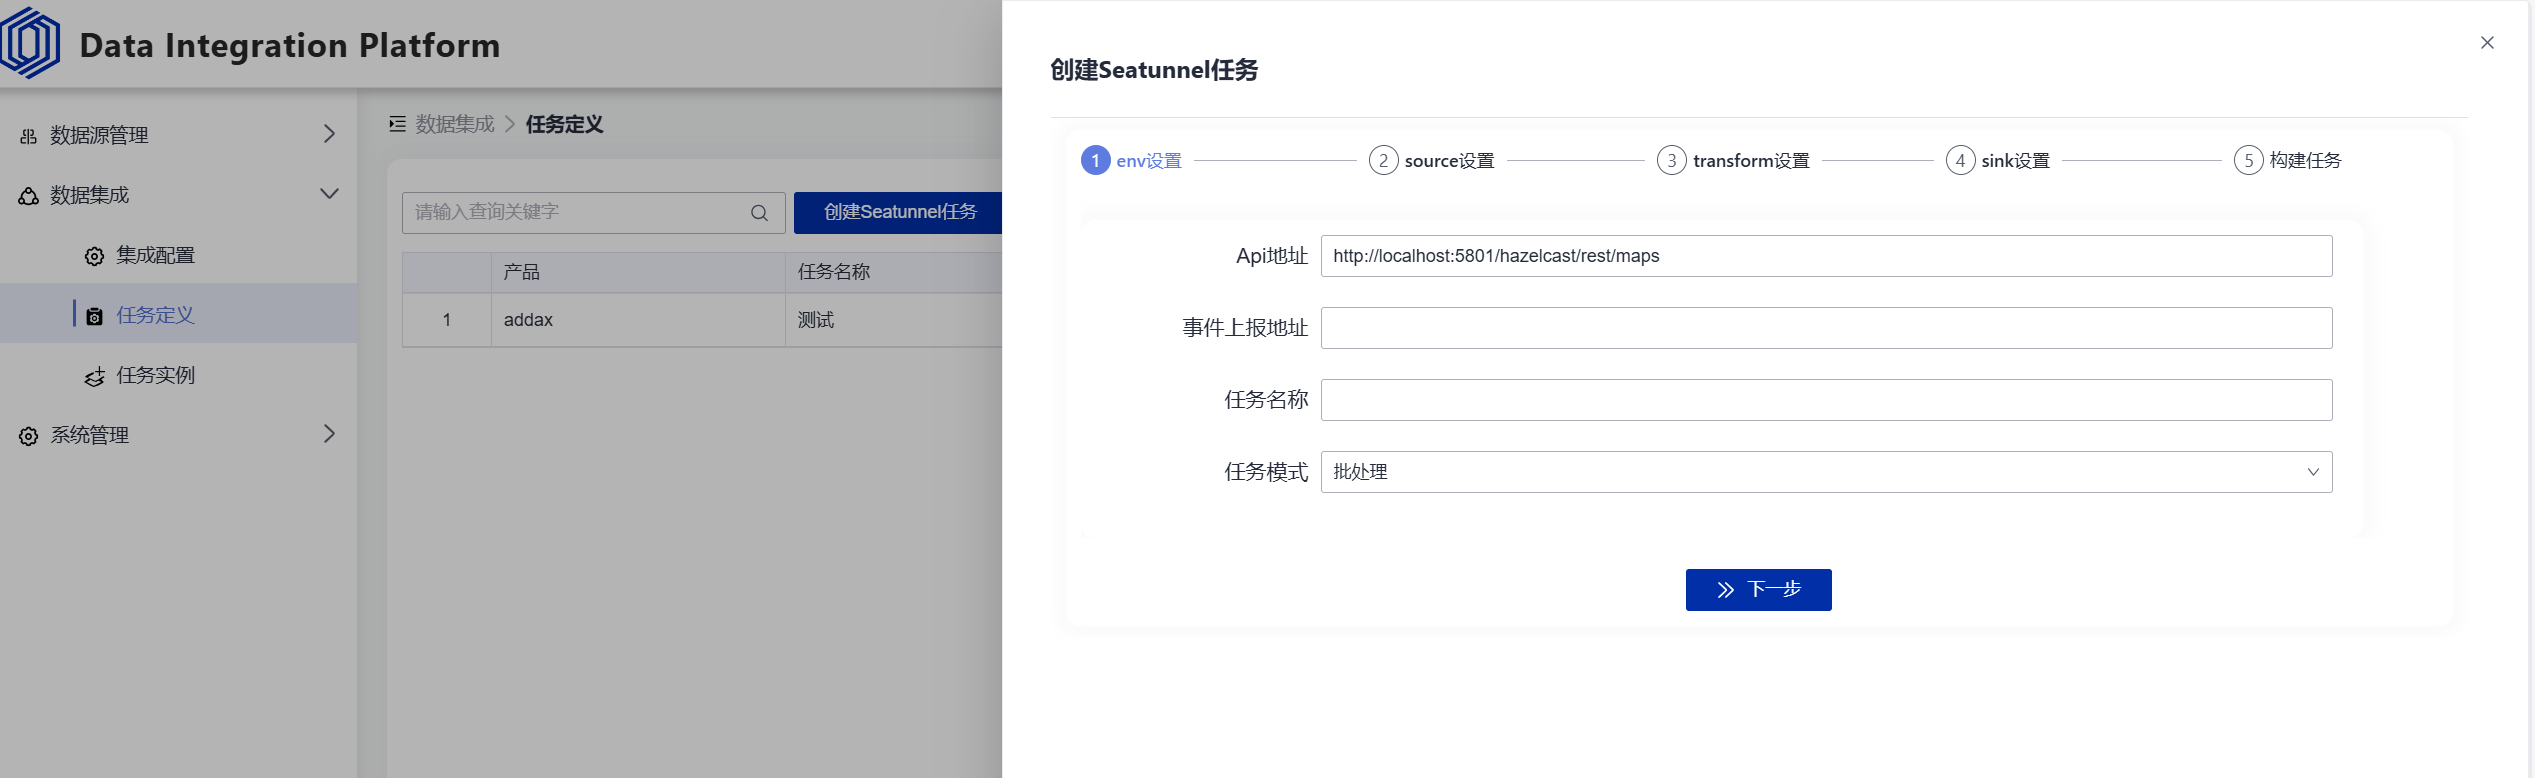 Data Integration Platform
数据源管理
数据集成
集成配置
任务定义
任务实例
系统管理
数据集成 > 任务定义
请输入查询关键字
创建Seatunnel任务
产品 任务名称
1 addax 测试
创建Seatunnel任务
1 env设置 2 source设置 3 transform设置 4 sink设置 5 构建任务
Api地址 http://localhost:5801/hazelcast/rest/maps
事件上报地址
任务名称
任务模式 批处理
下一步